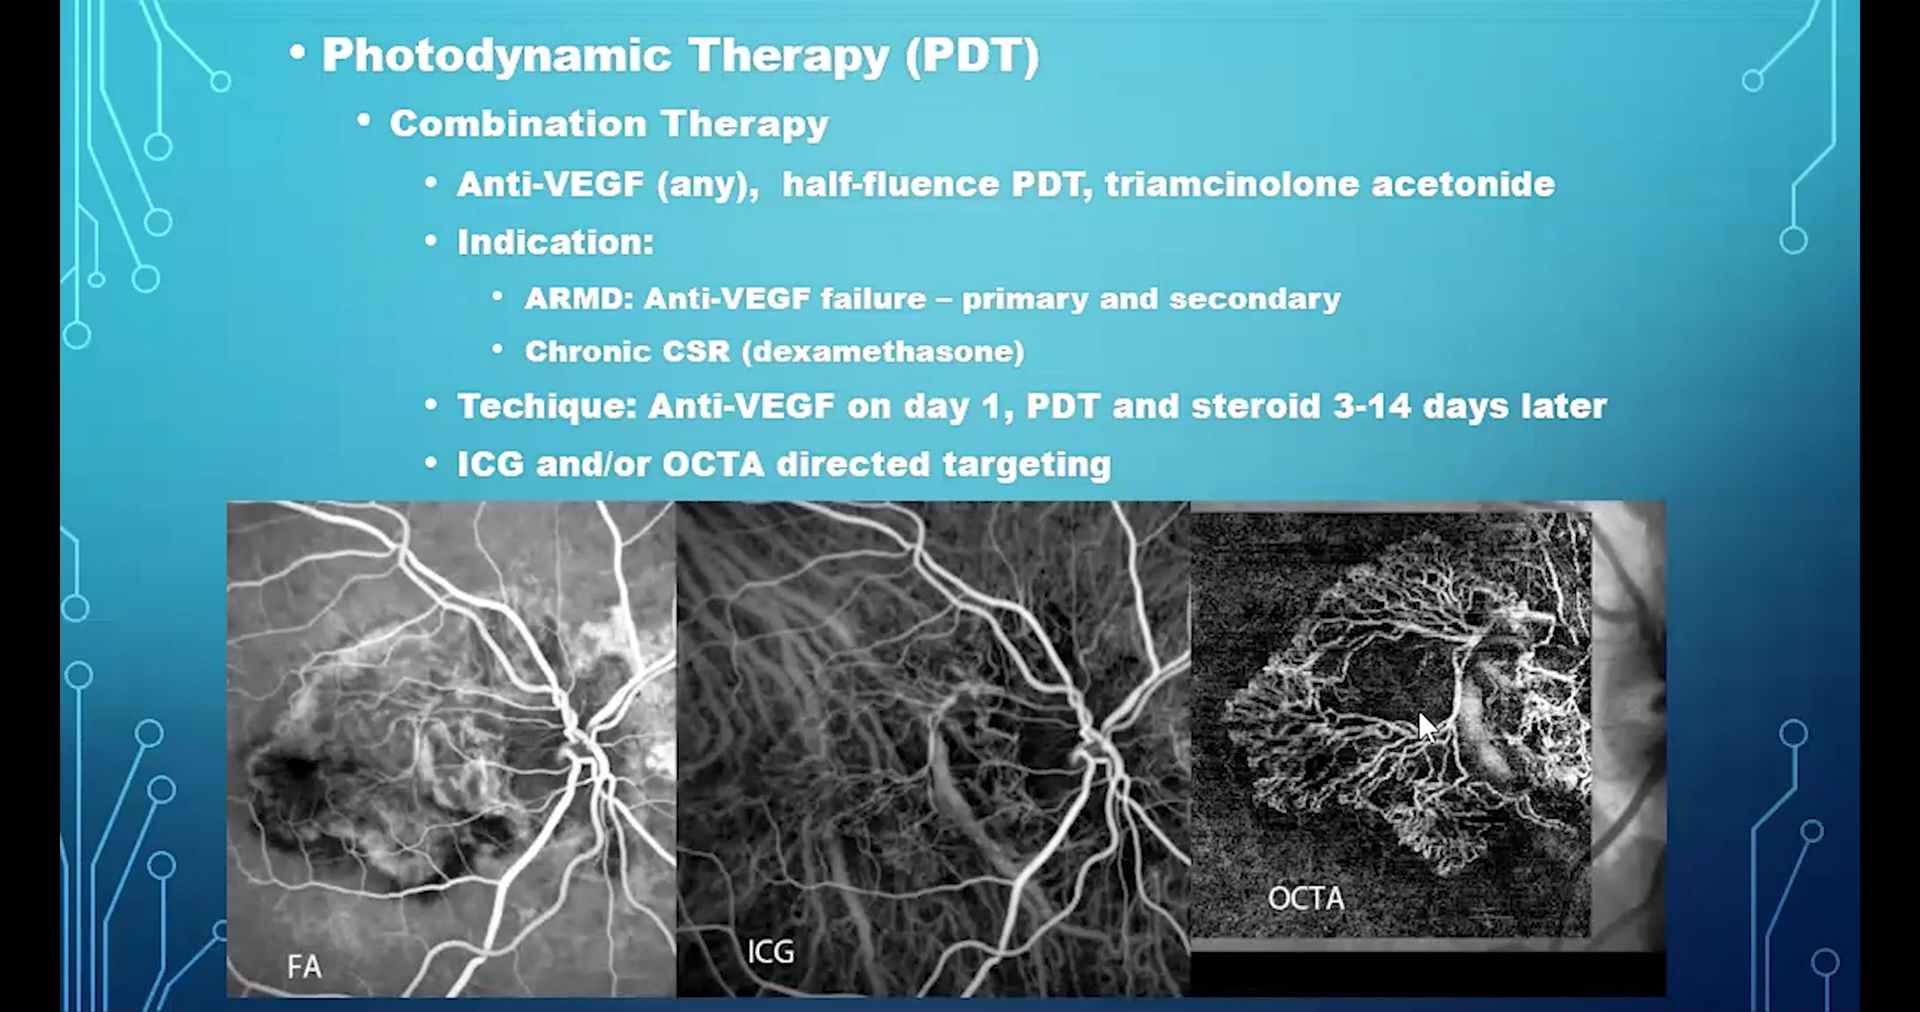 • Photodynamic Therapy (PDT)
• Combination Therapy
• Anti-VEGF (any), half-fluence PDT, triamcinolone acetonide
• Indication:
• ARMD: Anti-VEGF failure – primary and secondary
• Chronic CSR (dexamethasone)
• Techique: Anti-VEGF on day 1, PDT and steroid 3-14 days later
• ICG and/or OCTA directed targeting
FA
ICG
OCTA